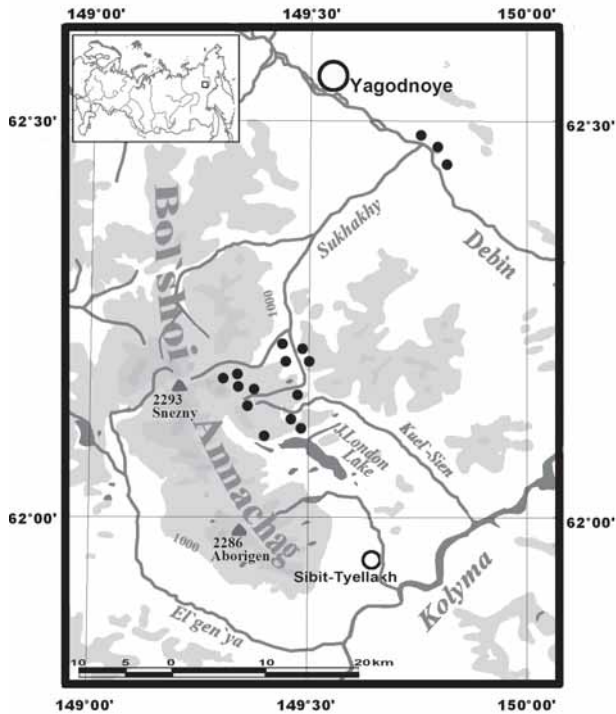 149˚00' 149˚.30' 150˚00'
Yagodnoye
62˚30' 62˚30'
Sukhakhy
Debin
Bol`shoi
1000
2293
Snezny
Annachag
J.London
Lake
Kuel`-Sien
62˚00' 62˚00'
2286
Aborigen
1000
Sibit-Tyellakh
Kolyma
El`gen`ya
10 5 0 10 20 km
149˚00' 149˚.30' 150˚00'